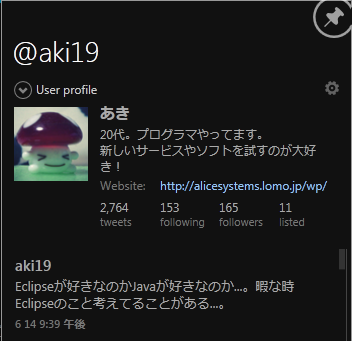 @aki19
User profile
あき
20代。プログラマやってます。
新しいサービスやソフトを試すのが大好
き！
Website: http://alicesystems.lomo.jp/wp/
2,764 153 165 11
tweets following followers listed
aki19
Eclipseが好きなのかJavaが好きなのか…。暇な時
Eclipseのこと考えてることがある…。
6 14 9:39 午後